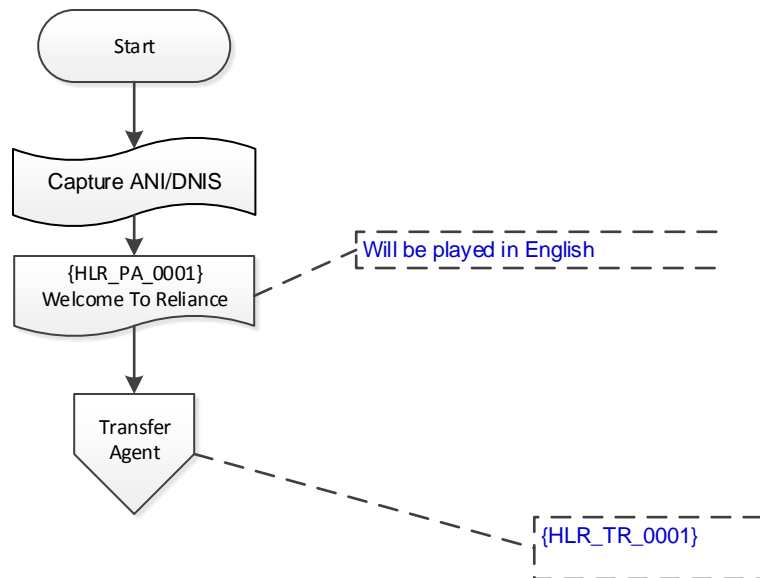 Start
Capture ANI/DNIS
{HLR_PA_0001}
Welcome To Reliance
Will be played in English
Transfer
Agent
{HLR_TR_0001}